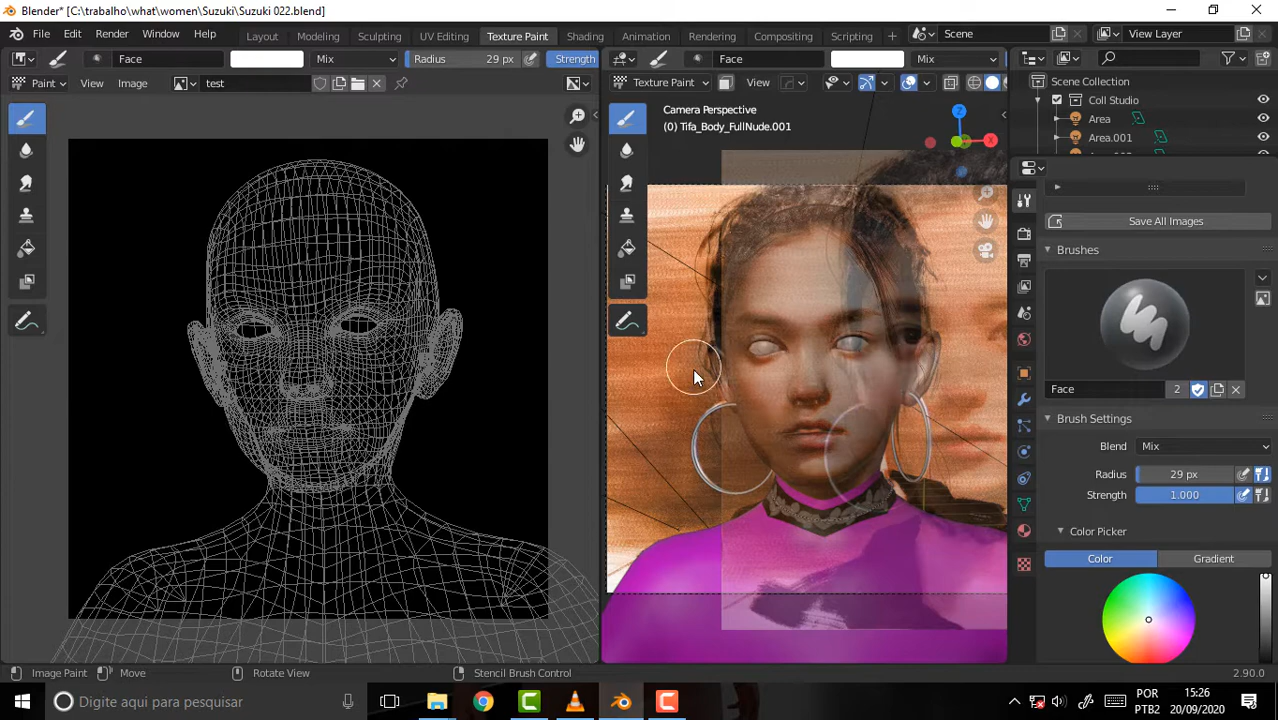 Blender* [C:\trabalho\what\women\Suzuki\Suzuki 022.blend]
File Edit Render Window Help Layout Modeling Sculpting UV Editing Texture Paint Shading Animation Rendering Compositing Scripting + Scene View Layer
Face Mix Radius 29 px Strength
Paint View Image test
Face Mix
Texture Paint View
Camera Perspective
(0) Tifa_Body_FullNude.001
Scene Collection
Coll Studio
Area
Area.001
Save All Images
Brushes
Face 2
Brush Settings
Blend Mix
Radius 29 px
Strength 1.000
Color Picker
Color Gradient
Image Paint Move Rotate View Stencil Brush Control 2.90.0
Digite aqui para pesquisar
POR
PTB2
15:26
20/09/2020